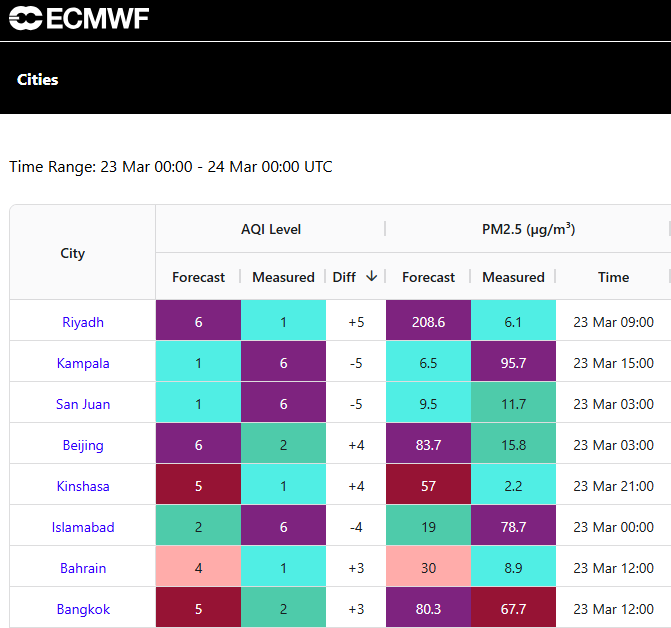 ECMWF
Cities
Time Range: 23 Mar 00:00 - 24 Mar 00:00 UTC
City AQI Level PM2.5 (µg/m³)
Forecast Measured Diff ↓ Forecast Measured Time
Riyadh 6 1 +5 208.6 6.1 23 Mar 09:00
Kampala 1 6 -5 6.5 95.7 23 Mar 15:00
San Juan 1 6 -5 9.5 11.7 23 Mar 03:00
Beijing 6 2 +4 83.7 15.8 23 Mar 03:00
Kinshasa 5 1 +4 57 2.2 23 Mar 21:00
Islamabad 2 6 -4 19 78.7 23 Mar 00:00
Bahrain 4 1 +3 30 8.9 23 Mar 12:00
Bangkok 5 2 +3 80.3 67.7 23 Mar 12:00